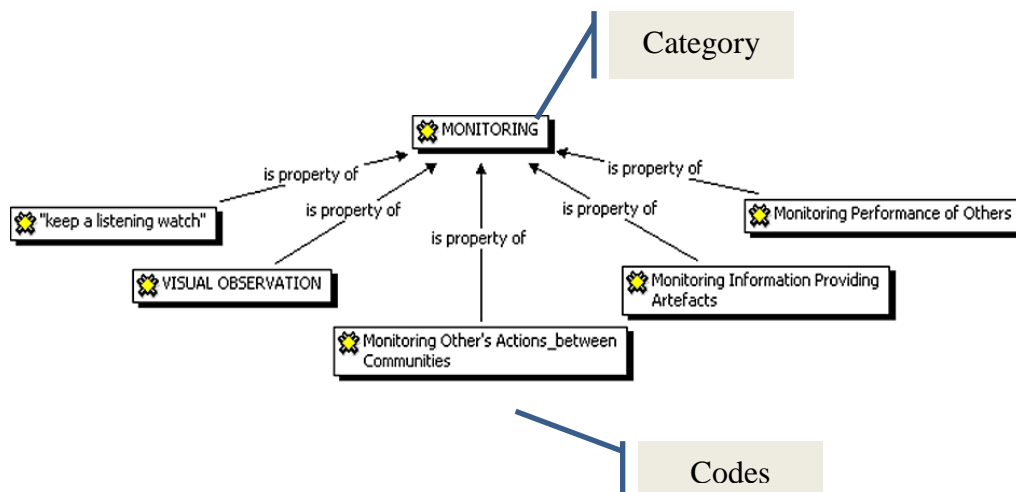 Category
MONITORING
is property of
is property of
is property of
is property of
is property of
"keep a listening watch"
Monitoring Performance of Others
VISUAL OBSERVATION
Monitoring Information Providing
Artefacts
Monitoring Other's Actions_between
Communities
Codes